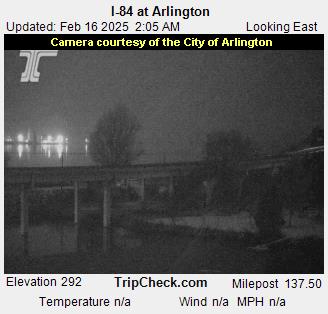 I-84 at Arlington
Updated: Feb 16 2025 2:05 AM Looking East
Camera courtesy of the City of Arlington
Elevation 292 TripCheck.com Milepost 137.50
Temperature n/a Wind n/a MPH n/a